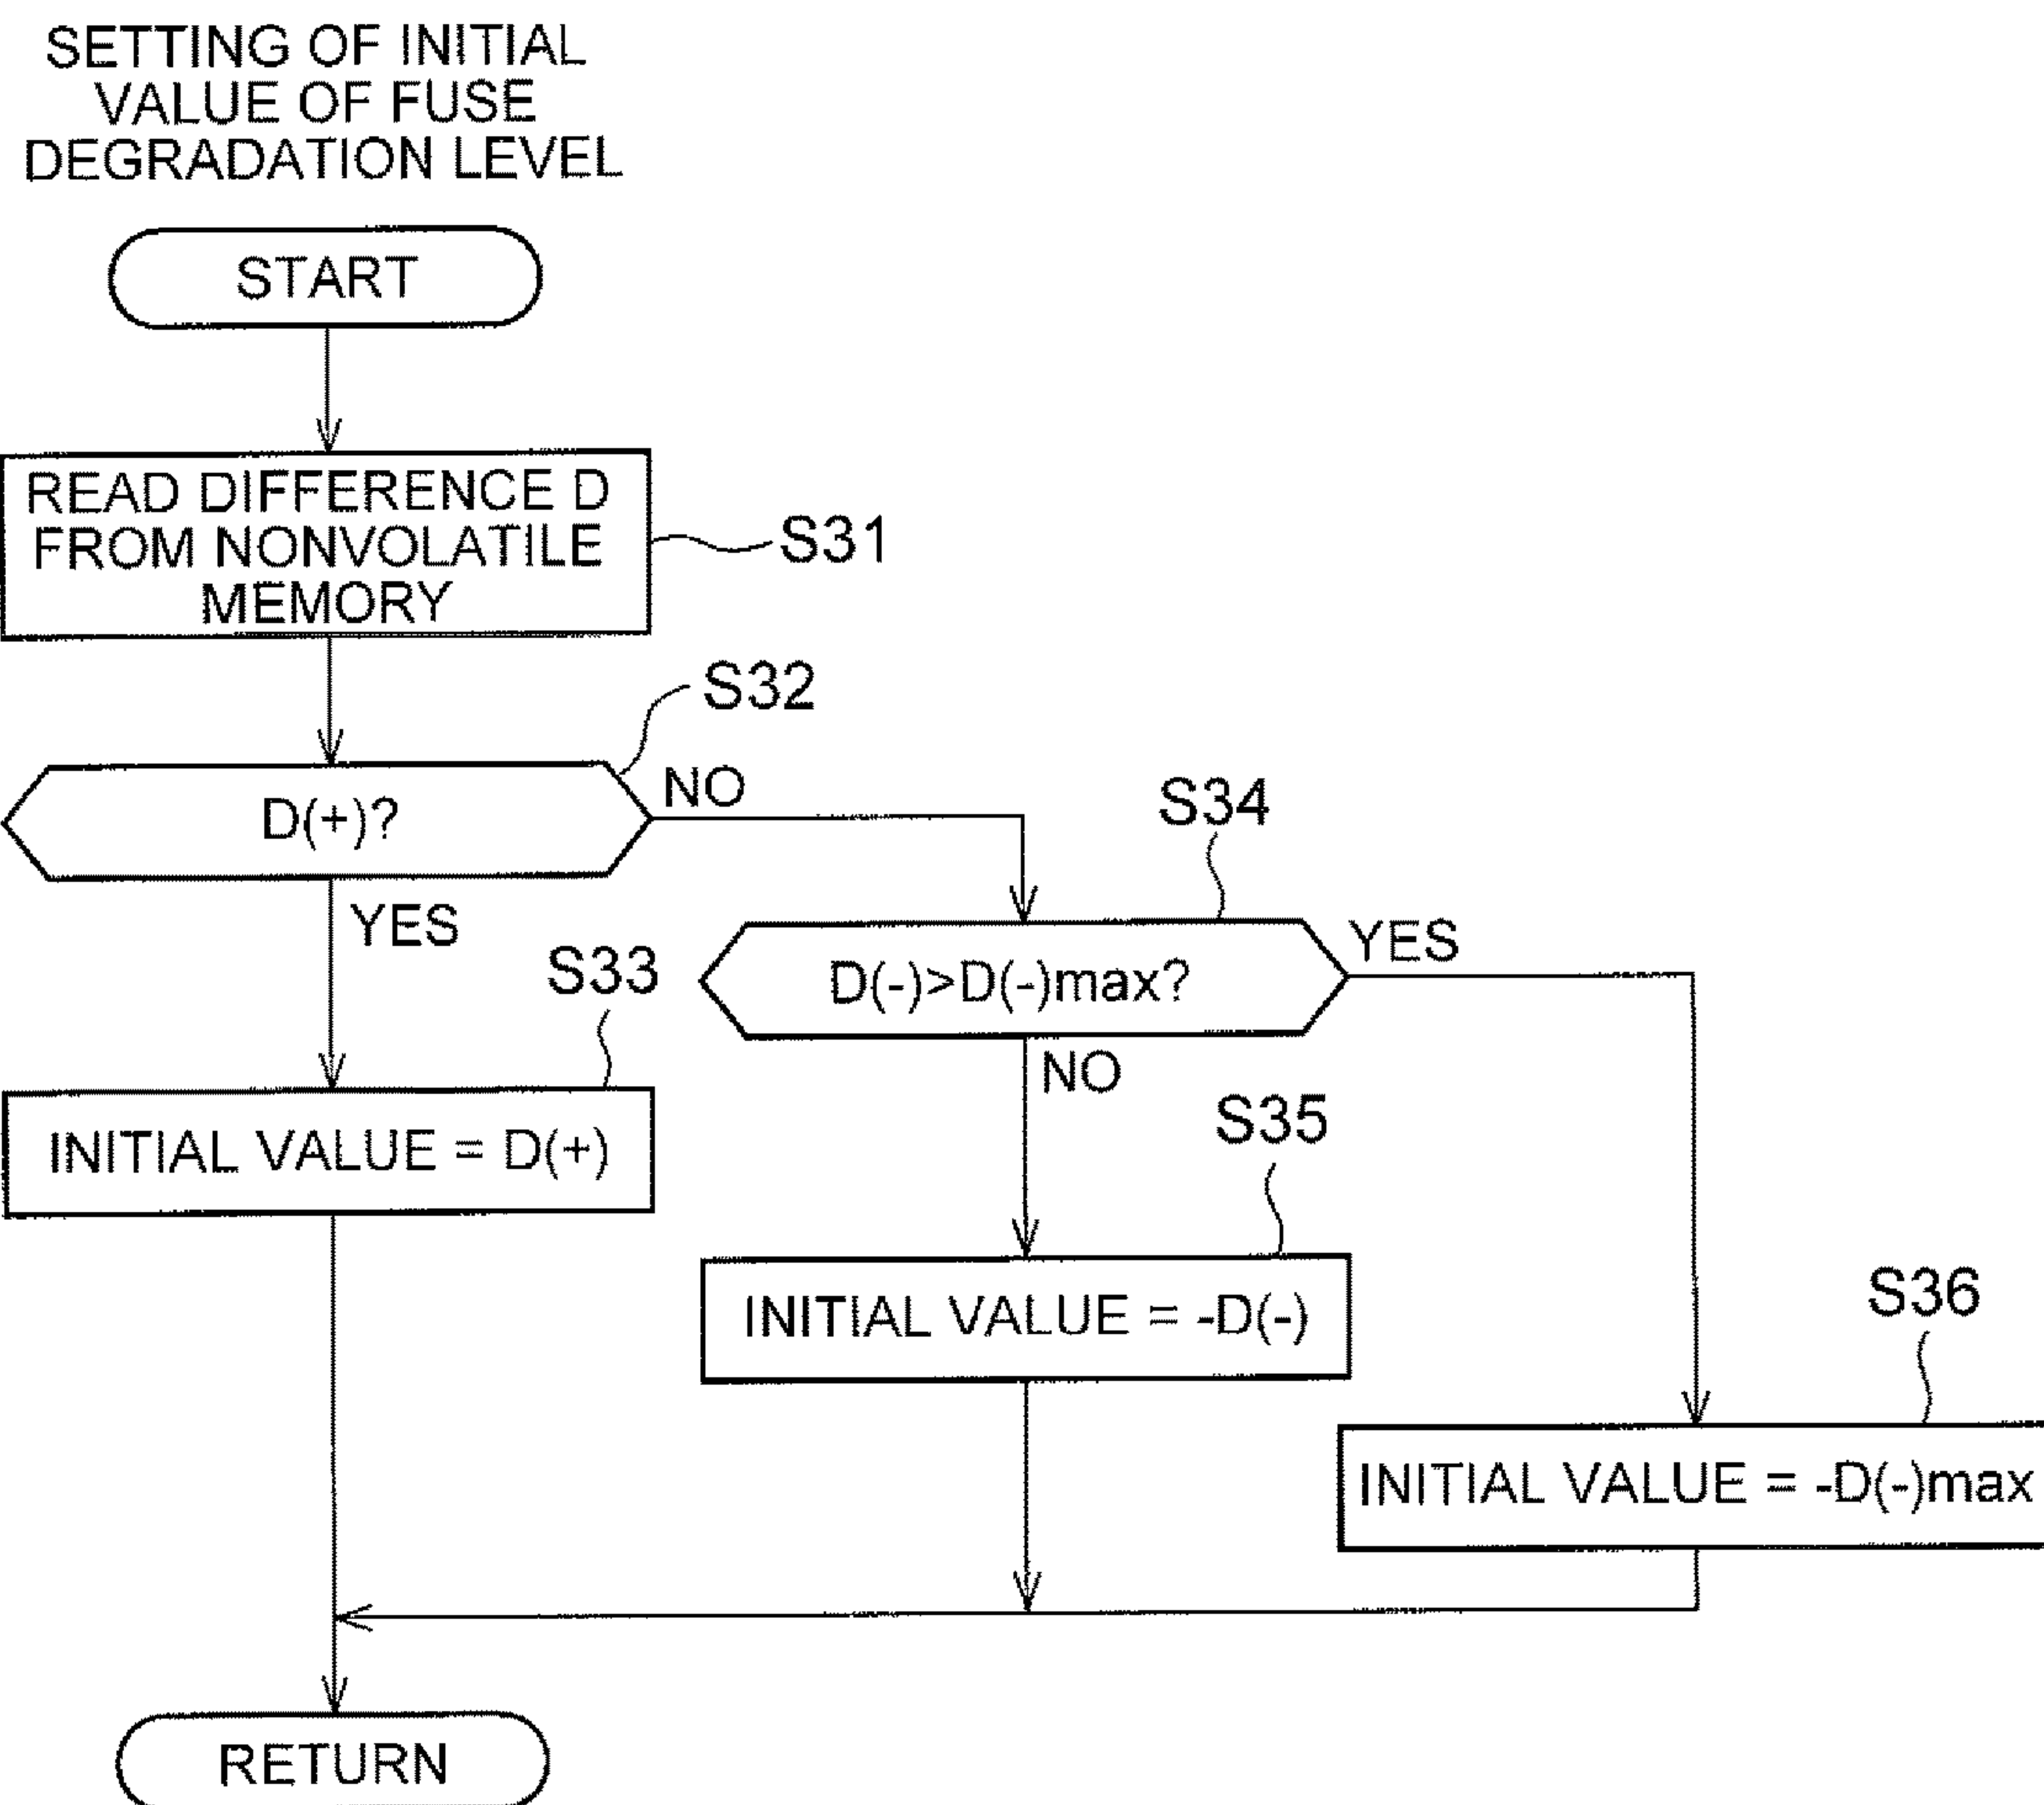 SETTING OF INITIAL
VALUE OF FUSE
DEGRADATION LEVEL
START
READ DIFFERENCE D
FROM NONVOLATILE
MEMORY
S31
S32
D(+)?
NO
YES
S34
D(-)>D(-)max?
YES
NO
S33
INITIAL VALUE = D(+)
S35
INITIAL VALUE = -D(-)
S36
INITIAL VALUE = -D(-)max
RETURN